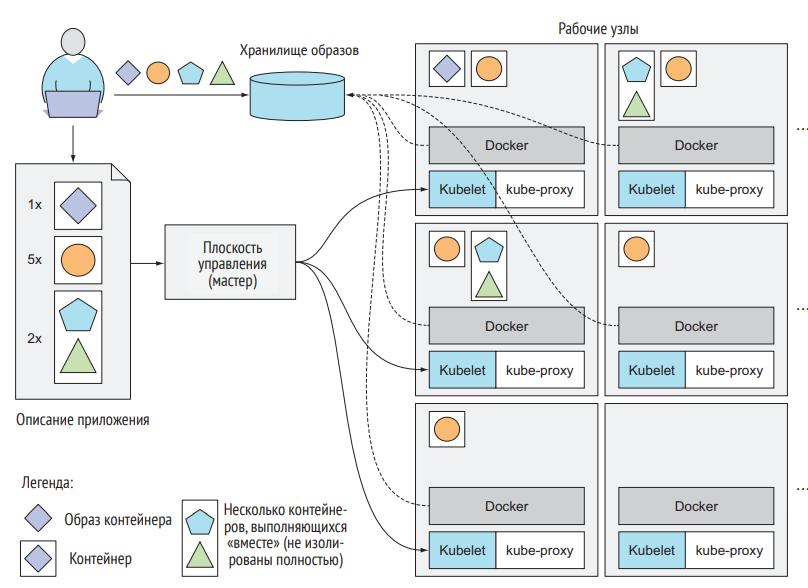 Хранилище образов
Рабочие узлы
Docker
Kubelet
kube-proxy
Docker
Kubelet
kube-proxy
...
1x
5x
2x
Плоскость
управления
(мастер)
Docker
Kubelet
kube-proxy
Docker
Kubelet
kube-proxy
...
Описание приложения
Docker
Kubelet
kube-proxy
Docker
Kubelet
kube-proxy
...
Легенда:
Образ контейнера
Контейнер
Несколько контейне-
ров, выполняющихся
«вместе» (не изоли-
рованы полностью)